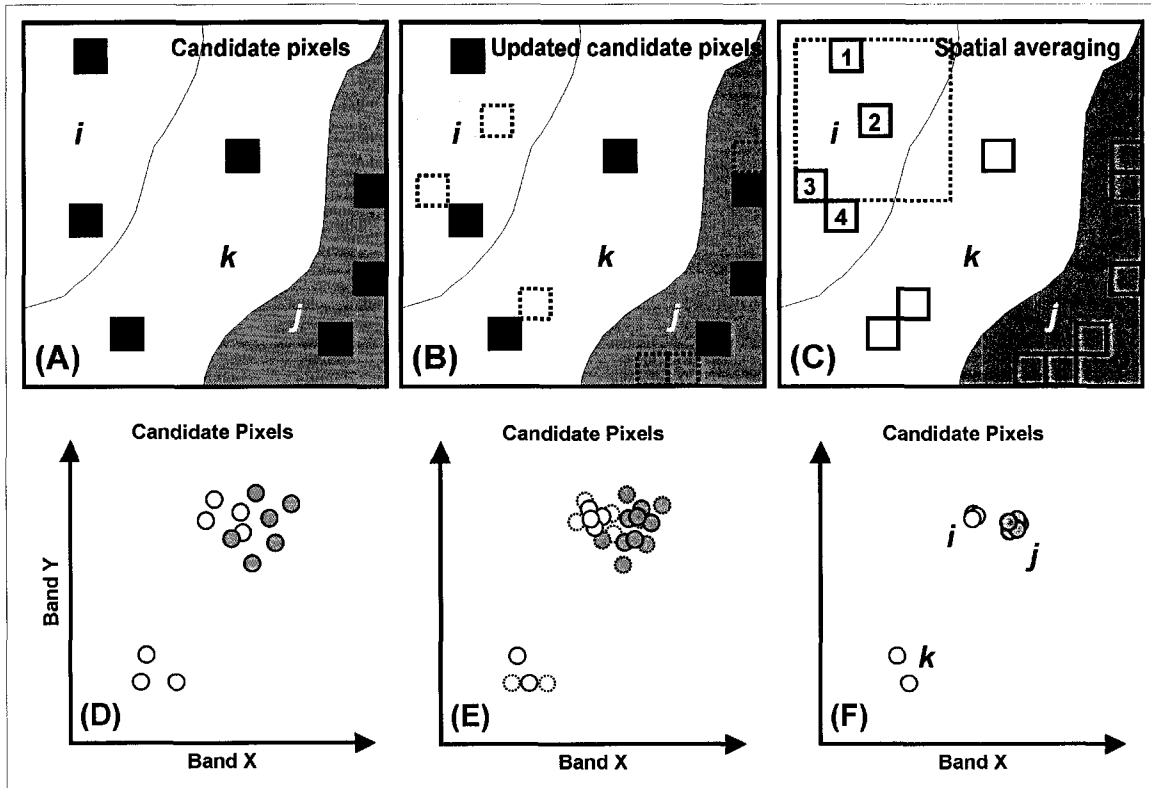 Candidate pixels
i
k
j
(A)
Updated candidate pixels
i
k
j
(B)
Spatial averaging
1
i
2
3
4
k
j
(C)
Candidate Pixels
Band Y
(D)
Band X
Candidate Pixels
(E)
Band X
Candidate Pixels
i
j
k
(F)
Band X